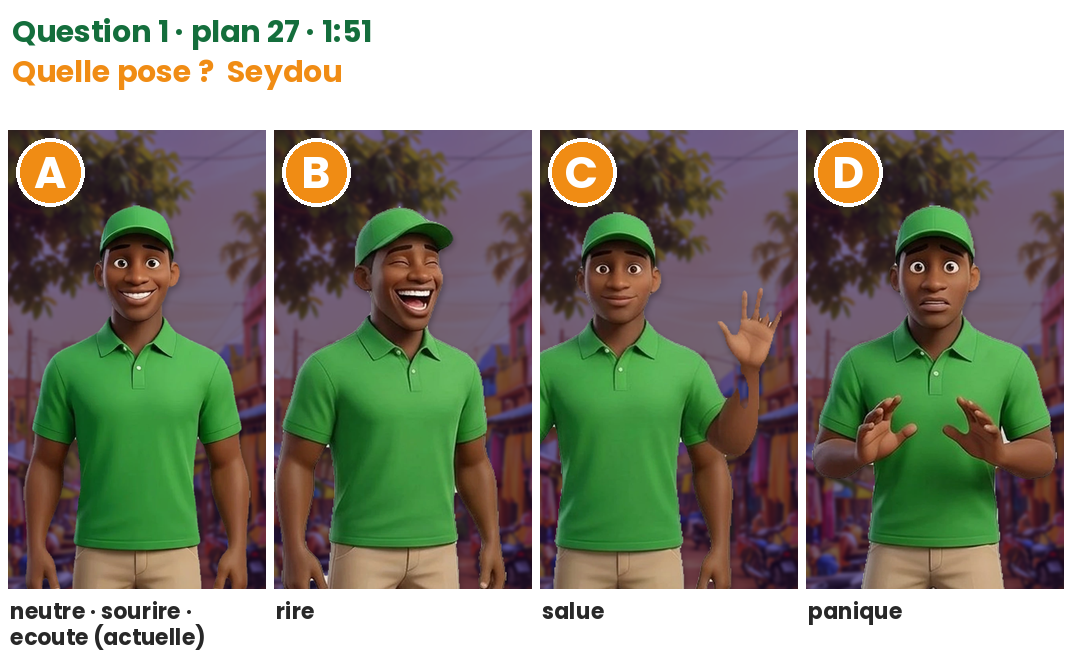 Question 1 · plan 27 · 1:51
Quelle pose ? Seydou
A
B
C
D
neutre · sourire ·
ecoute (actuelle)
rire
salue
panique